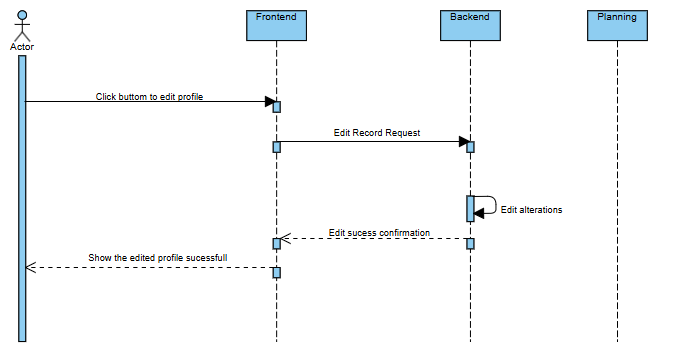 Frontend
Backend
Planning
Actor
Click buttom to edit profile
Edit Record Request
Edit alterations
Edit sucess confirmation
Show the edited profile sucessfull